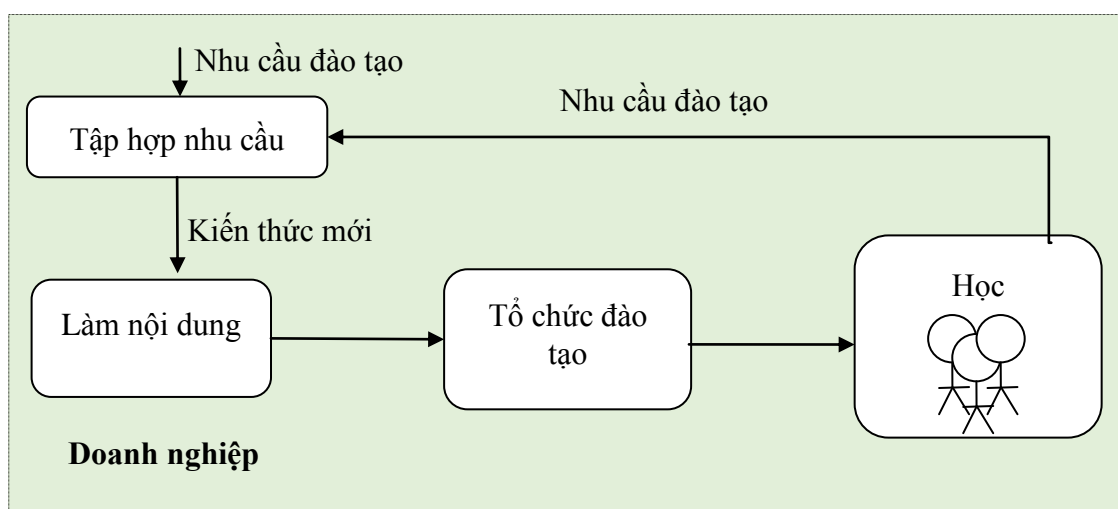 Nhu cầu đào tạo
Nhu cầu đào tạo
Tập hợp nhu cầu
Kiến thức mới
Làm nội dung
Tổ chức đào
tạo
Học
Doanh nghiệp